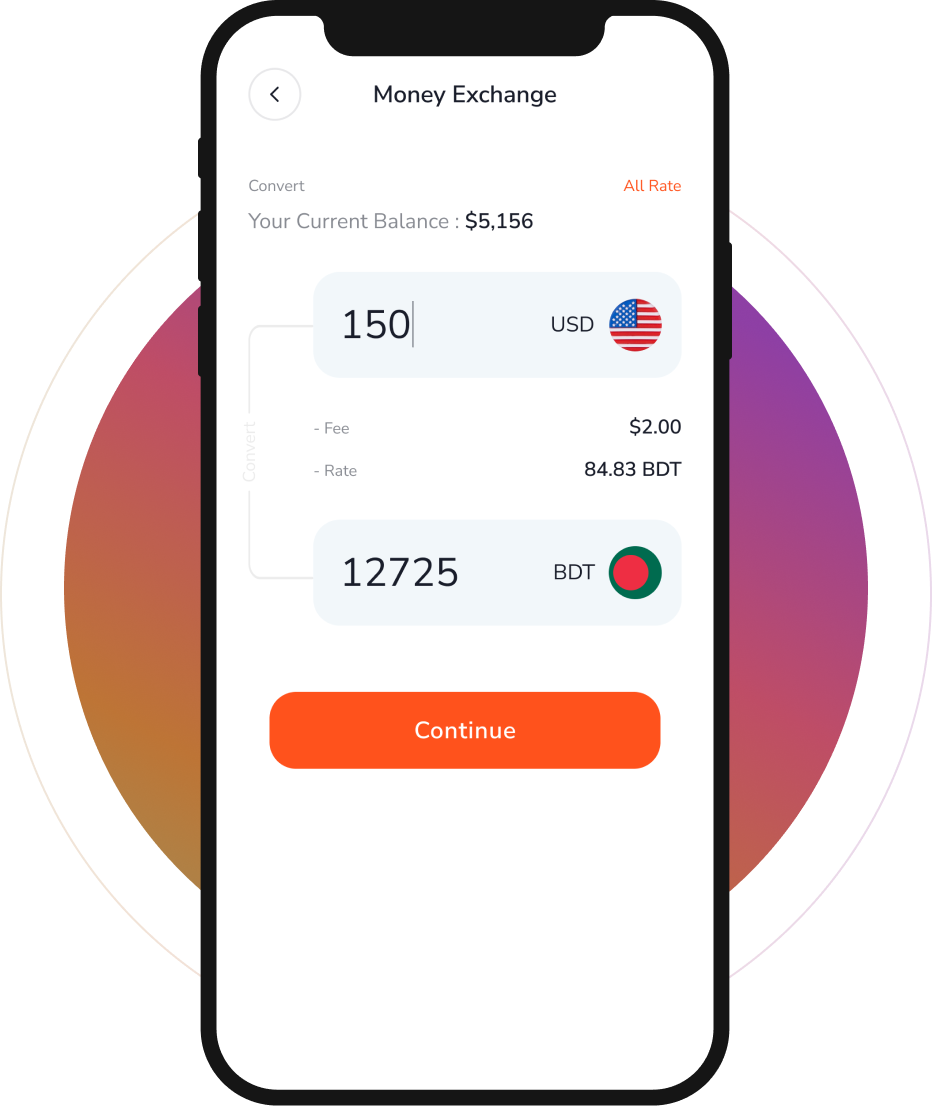 Money Exchange
Convert
All Rate
Your Current Balance : $5,156
150
USD
Convert
- Fee
$2.00
- Rate
84.83 BDT
12725
BDT
Continue